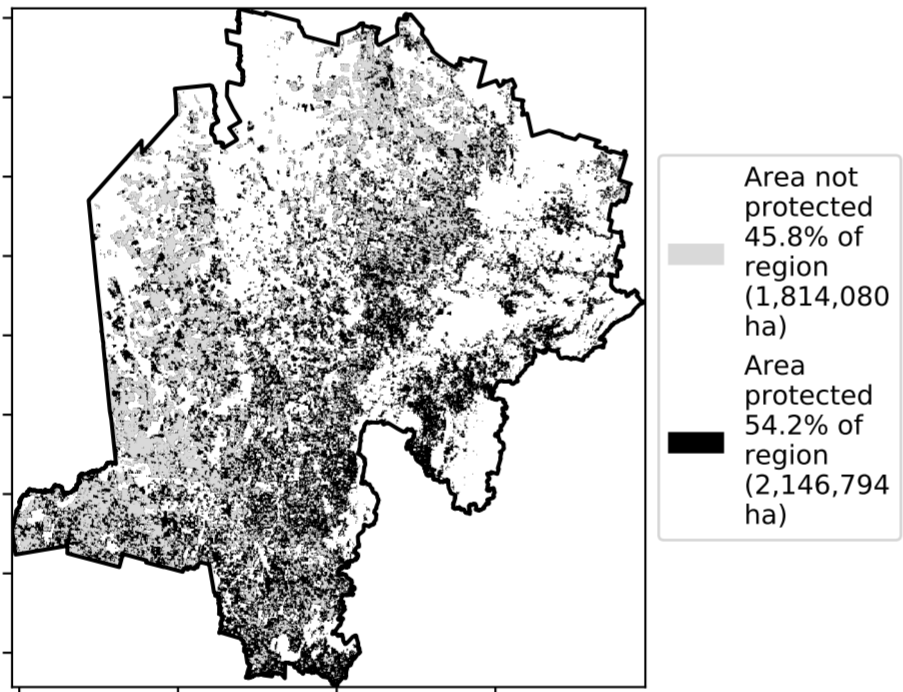 Area not
protected
45.8% of
region
(1,814,080
ha)
Area
protected
54.2% of
region
(2,146,794
ha)